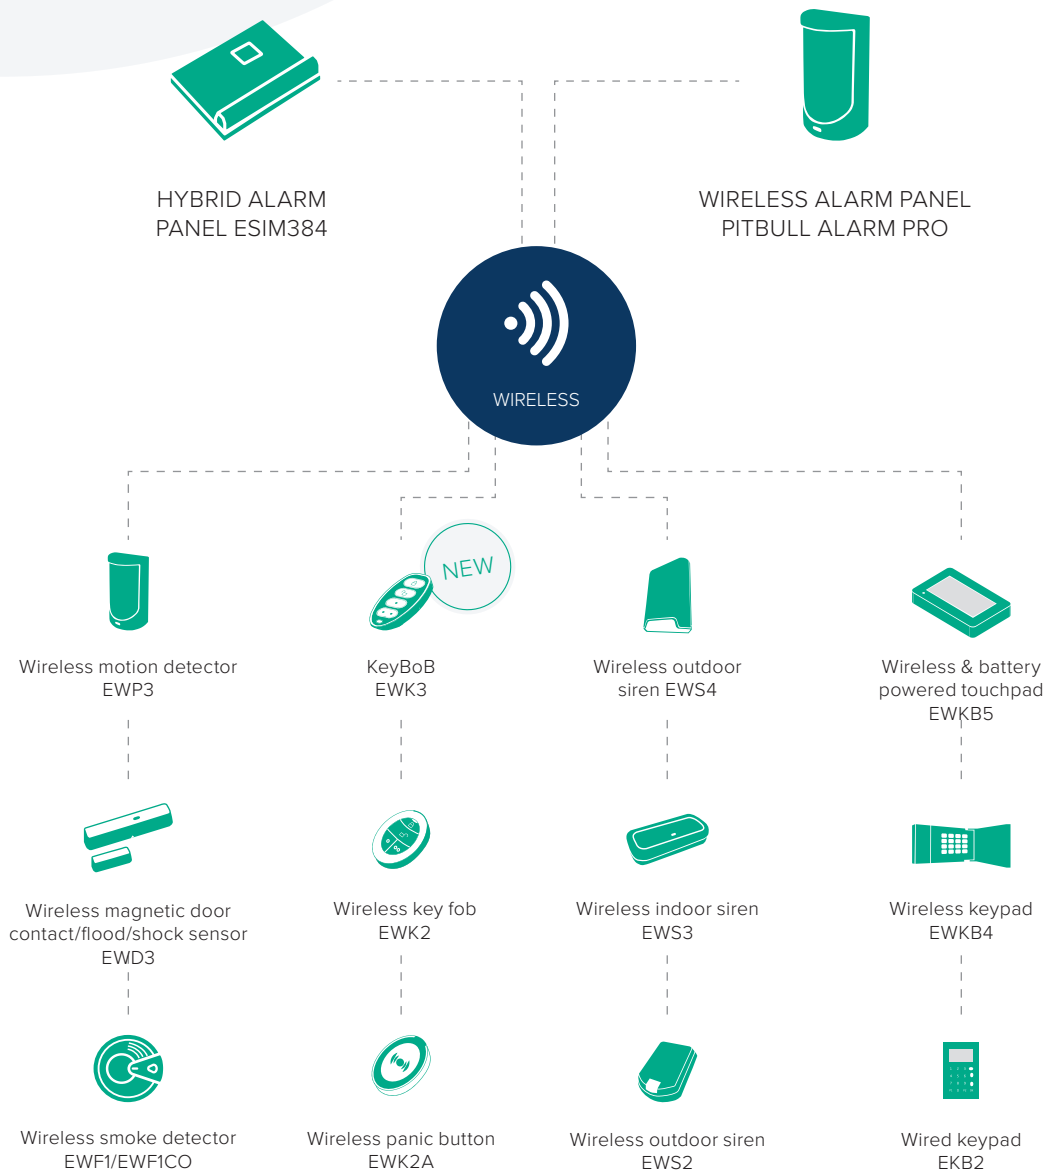 HYBRID ALARM
PANEL ESIM384
WIRELESS ALARM PANEL
PITBULL ALARM PRO
WIRELESS
NEW
Wireless motion detector
EWP3
KeyBoB
EWK3
Wireless outdoor
siren EWS4
Wireless & battery
powered touchpad
EWKB5
Wireless magnetic door
contact/flood/shock sensor
EWD3
Wireless key fob
EWK2
Wireless indoor siren
EWS3
Wireless keypad
EWKB4
Wireless smoke detector
EWF1/EWF1CO
Wireless panic button
EWK2A
Wireless outdoor siren
EWS2
Wired keypad
EKB2